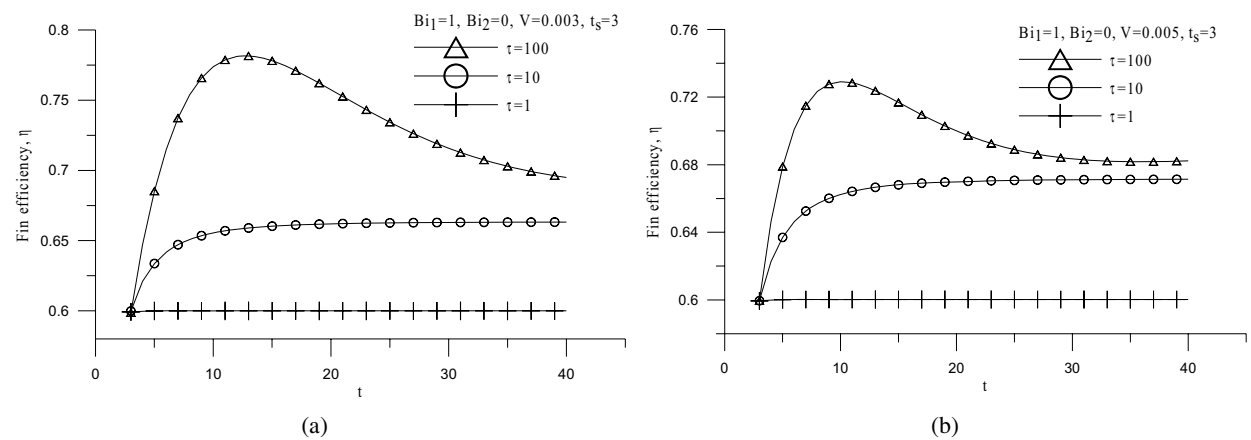 Bi₁=1, Bi₂=0, V=0.003, tₛ=3
τ=100
τ=10
τ=1
Fin efficiency, η
0.8
0.75
0.7
0.65
0.6
0
10
20
30
40
t
(a)
Bi₁=1, Bi₂=0, V=0.005, tₛ=3
τ=100
τ=10
τ=1
Fin efficiency, η
0.76
0.72
0.68
0.64
0.6
0
10
20
30
40
t
(b)